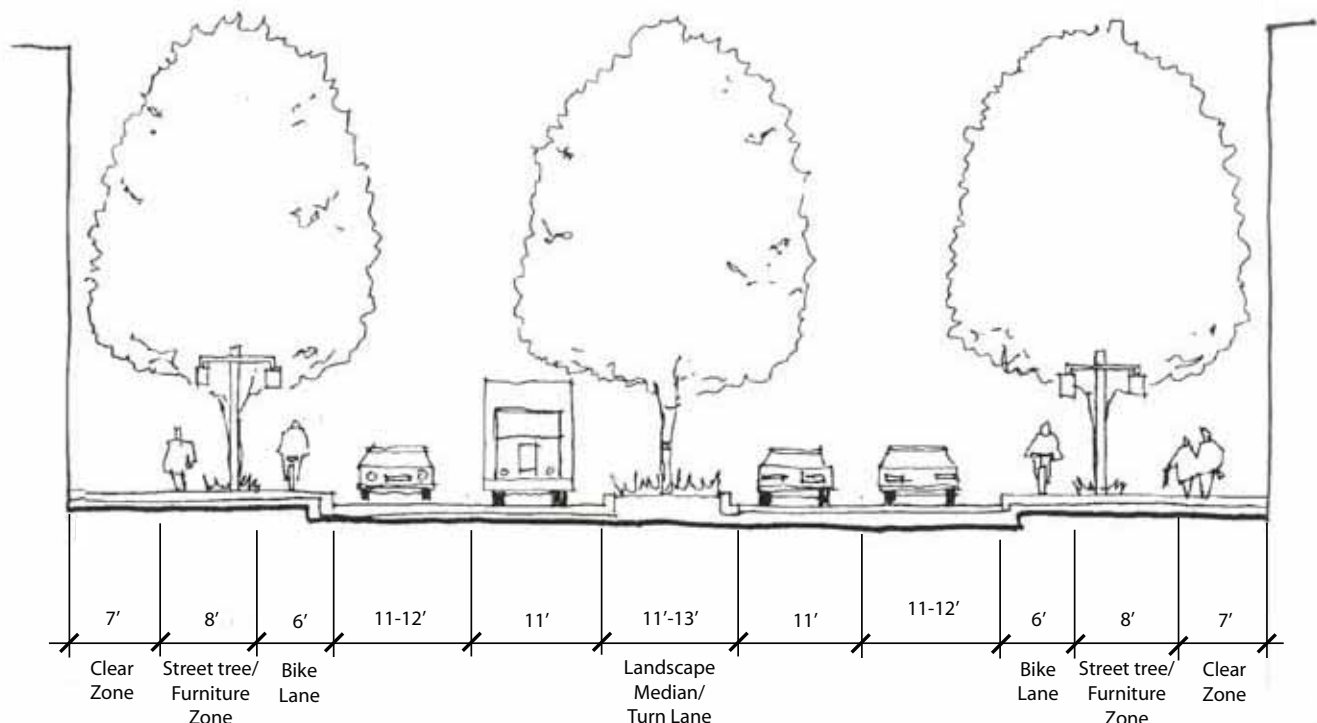 7’ 8’ 6’ 11-12’ 11’ 11’-13’ 11’ 11-12’ 6’ 8’ 7’
Clear
Zone
Street tree/
Furniture
Zone
Bike
Lane
Landscape
Median/
Turn Lane
Bike
Lane
Street tree/
Furniture
Zone
Clear
Zone